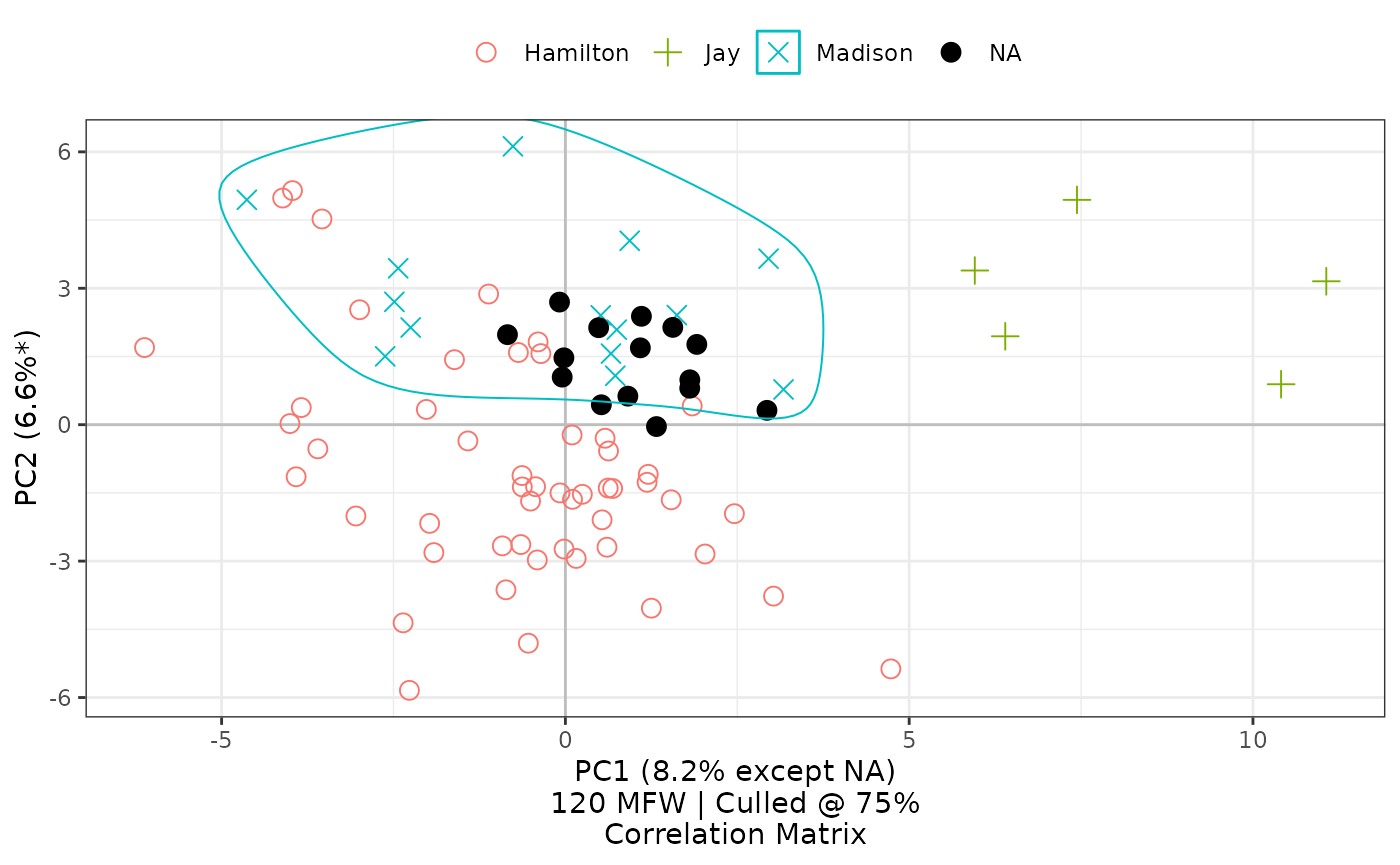 Hamilton Jay Madison NA
6
3
0
-3
-6
PC2 (6.6%*)
-5 0 5 10
PC1 (8.2% except NA)
120 MFW | Culled @ 75%
Correlation Matrix